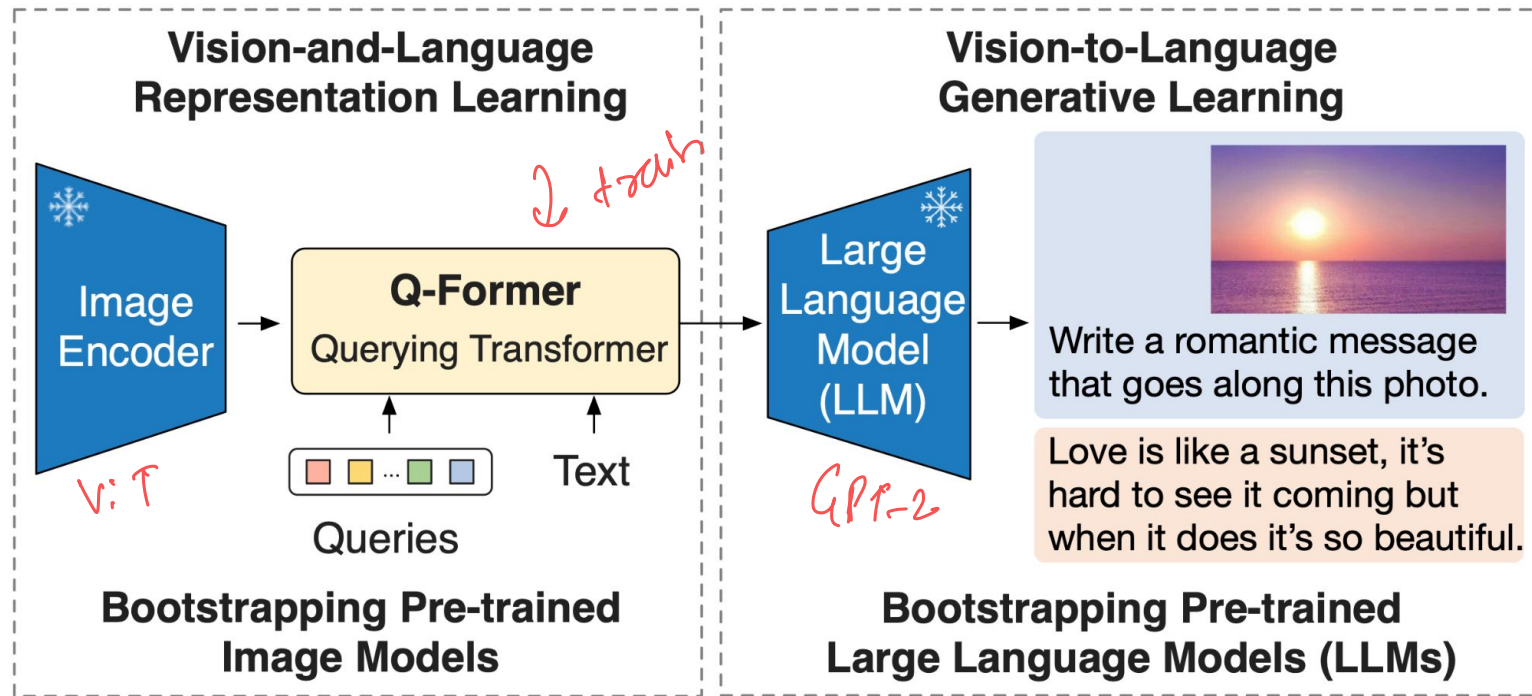 Vision-and-Language
Representation Learning
train
Image
Encoder
Q-Former
Querying Transformer
ViT
Queries
Text
Bootstrapping Pre-trained
Image Models
Vision-to-Language
Generative Learning
Large
Language
Model
(LLM)
GPT-2
Write a romantic message
that goes along this photo.
Love is like a sunset, it's
hard to see it coming but
when it does it's so beautiful.
Bootstrapping Pre-trained
Large Language Models (LLMs)